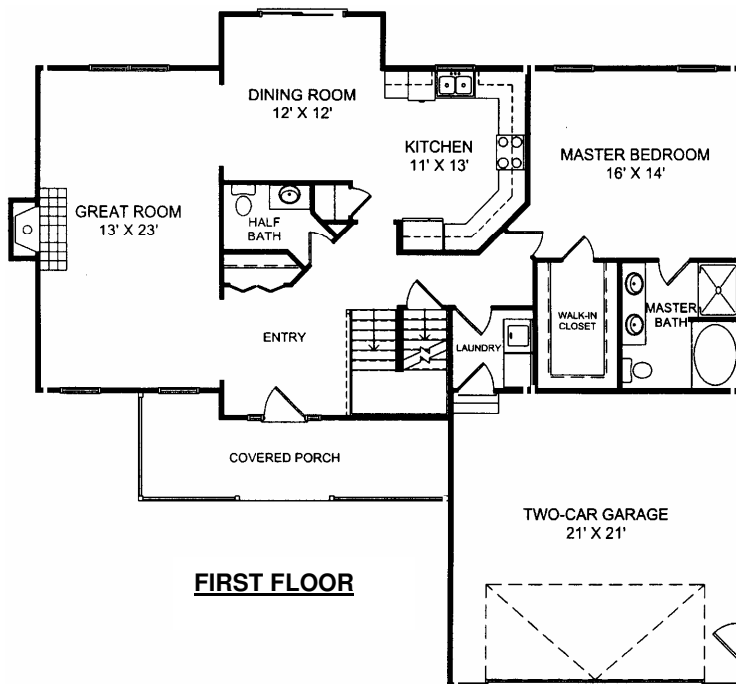 DINING ROOM
12' X 12'
KITCHEN
11' X 13'
MASTER BEDROOM
16' X 14'
GREAT ROOM
13' X 23'
HALF
BATH
WALK-IN
CLOSET
MASTER
BATH
ENTRY
LAUNDRY
COVERED PORCH
TWO-CAR GARAGE
21' X 21'
FIRST FLOOR